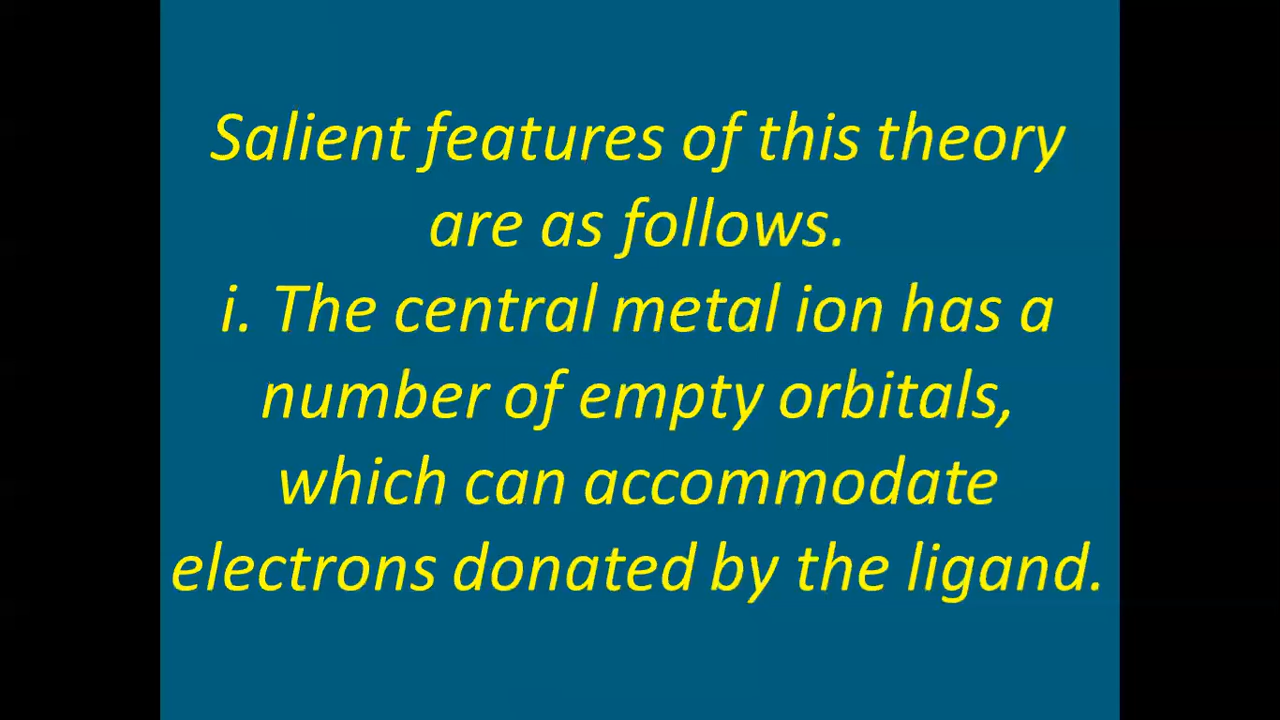 Salient features of this theory
are as follows.
i. The central metal ion has a
number of empty orbitals,
which can accommodate
electrons donated by the ligand.